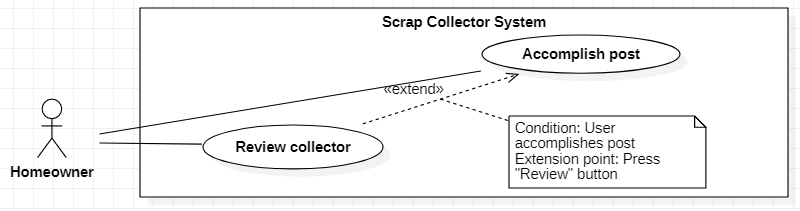 Scrap Collector System
Accomplish post
«extend»
Review collector
Homeowner
Condition: User
accomplishes post
Extension point: Press
"Review" button